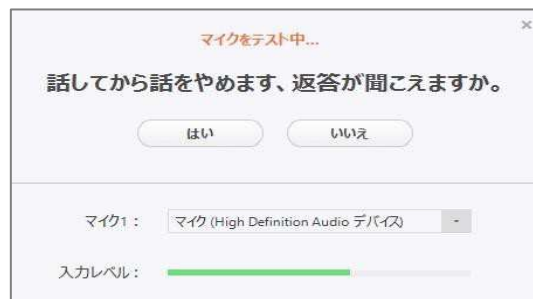 マイクをテスト中...
話してから話をやめます、返答が聞こえますか。
はい いいえ
マイク1： マイク (High Definition Audio デバイス)
入力レベル：